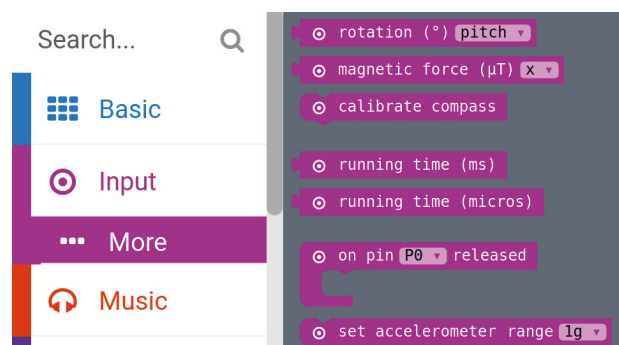 Search...
Basic
Input
More
Music
rotation (°) pitch
magnetic force (µT) x
calibrate compass
running time (ms)
running time (micros)
on pin P0 released
set accelerometer range 1g